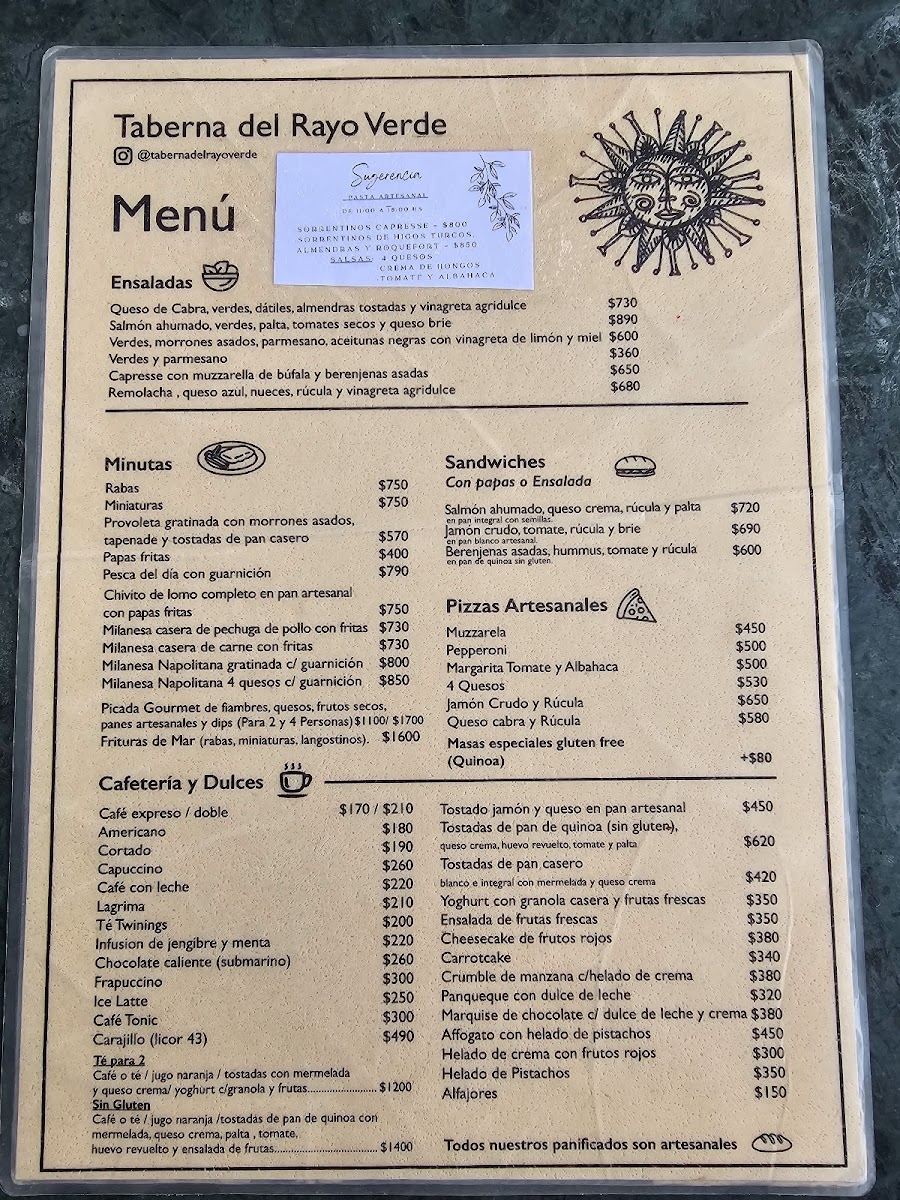 Taberna del Rayo Verde
@tabernadelrayoverde
Menú
Sugerencia
PASTA ARTESANAL
DE 11:00 A 18:00 HS
SORRENTINOS CAPRESSE - $800
SORRENTINOS DE HIGOS TURCOS,
ALMENDRAS Y ROQUEFORT - $850
SALSAS: 4 QUESOS
CREMA DE HONGOS
TOMATE Y ALBAHACA
Ensaladas
Queso de Cabra, verdes, dátiles, almendras tostadas y vinagreta agridulce $730
Salmón ahumado, verdes, palta, tomates secos y queso brie $890
Verdes, morrones asados, parmesano, aceitunas negras con vinagreta de limón y miel $600
Verdes y parmesano $360
Capresse con muzzarella de búfala y berenjenas asadas $650
Remolacha , queso azul, nueces, rúcula y vinagreta agridulce $680
Minutas
Rabas $750
Miniaturas $750
Provoleta gratinada con morrones asados,
tapenade y tostadas de pan casero $570
Papas fritas $400
Pesca del día con guarnición $790
Chivito de lomo completo en pan artesanal
con papas fritas $750
Milanesa casera de pechuga de pollo con fritas $730
Milanesa casera de carne con fritas $730
Milanesa Napolitana gratinada c/ guarnición $800
Milanesa Napolitana 4 quesos c/ guarnición $850
Picada Gourmet de fiambres, quesos, frutos secos,
panes artesanales y dips (Para 2 y 4 Personas) $1100/ $1700
Frituras de Mar (rabas, miniaturas, langostinos). $1600
Sandwiches
Con papas o Ensalada
Salmón ahumado, queso crema, rúcula y palta $720
en pan integral con semillas.
Jamón crudo, tomate, rúcula y brie $690
en pan blanco artesanal.
Berenjenas asadas, hummus, tomate y rúcula $600
en pan de quinoa sin gluten.
Pizzas Artesanales
Muzzarela $450
Pepperoni $500
Margarita Tomate y Albahaca $500
4 Quesos $530
Jamón Crudo y Rúcula $650
Queso cabra y Rúcula $580
Masas especiales gluten free
(Quinoa) +$80
Cafetería y Dulces
Café expreso / doble $170 / $210
Americano $180
Cortado $190
Capuccino $260
Café con leche $220
Lagrima $210
Té Twinings $200
Infusion de jengibre y menta $220
Chocolate caliente (submarino) $260
Frapuccino $300
Ice Latte $250
Café Tonic $300
Carajillo (licor 43) $490
Té para 2
Café o té / jugo naranja / tostadas con mermelada
y queso crema/ yoghurt c/granola y frutas........................ $1200
Sin Gluten
Café o té / jugo naranja /tostadas de pan de quinoa con
mermelada, queso crema, palta , tomate,
huevo revuelto y ensalada de frutas.................................... $1400
Tostado jamón y queso en pan artesanal $450
Tostadas de pan de quinoa (sin gluten),
queso crema, huevo revuelto, tomate y palta $620
Tostadas de pan casero
blanco e integral con mermelada y queso crema $420
Yoghurt con granola casera y frutas frescas $350
Ensalada de frutas frescas $350
Cheesecake de frutos rojos $380
Carrotcake $340
Crumble de manzana c/helado de crema $380
Panqueque con dulce de leche $320
Marquise de chocolate c/ dulce de leche y crema $380
Affogato con helado de pistachos $450
Helado de crema con frutos rojos $300
Helado de Pistachos $350
Alfajores $150
Todos nuestros panificados son artesanales